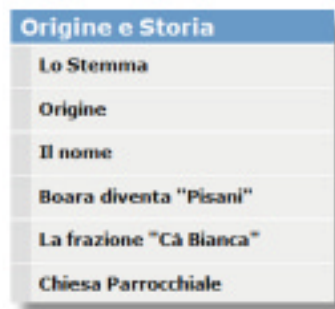 Origine e Storia
Lo Stemma
Origine
Il nome
Boara diventa "Pisani"
La frazione "Cà Bianca"
Chiesa Parrocchiale